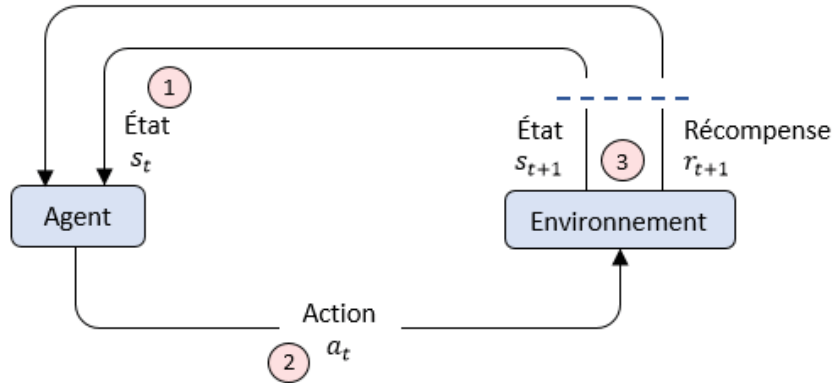 1
État
s_t
État
s_{t+1}
3
Récompense
r_{t+1}
Agent
Environnement
Action
a_t
2